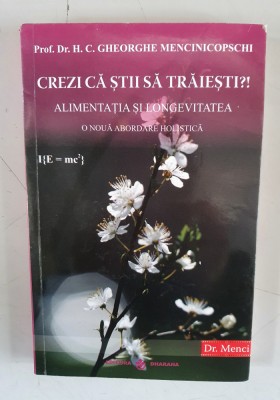 Prof. Dr. H. C. GHEORGHE MENCINICOPSCHI
CREZI CĂ ȘTII SĂ TRĂIEȘTI?!
ALIMENTAȚIA ȘI LONGEVITATEA
O NOUĂ ABORDARE HOLISTICĂ
I{E = mc²}
Dr. Menci